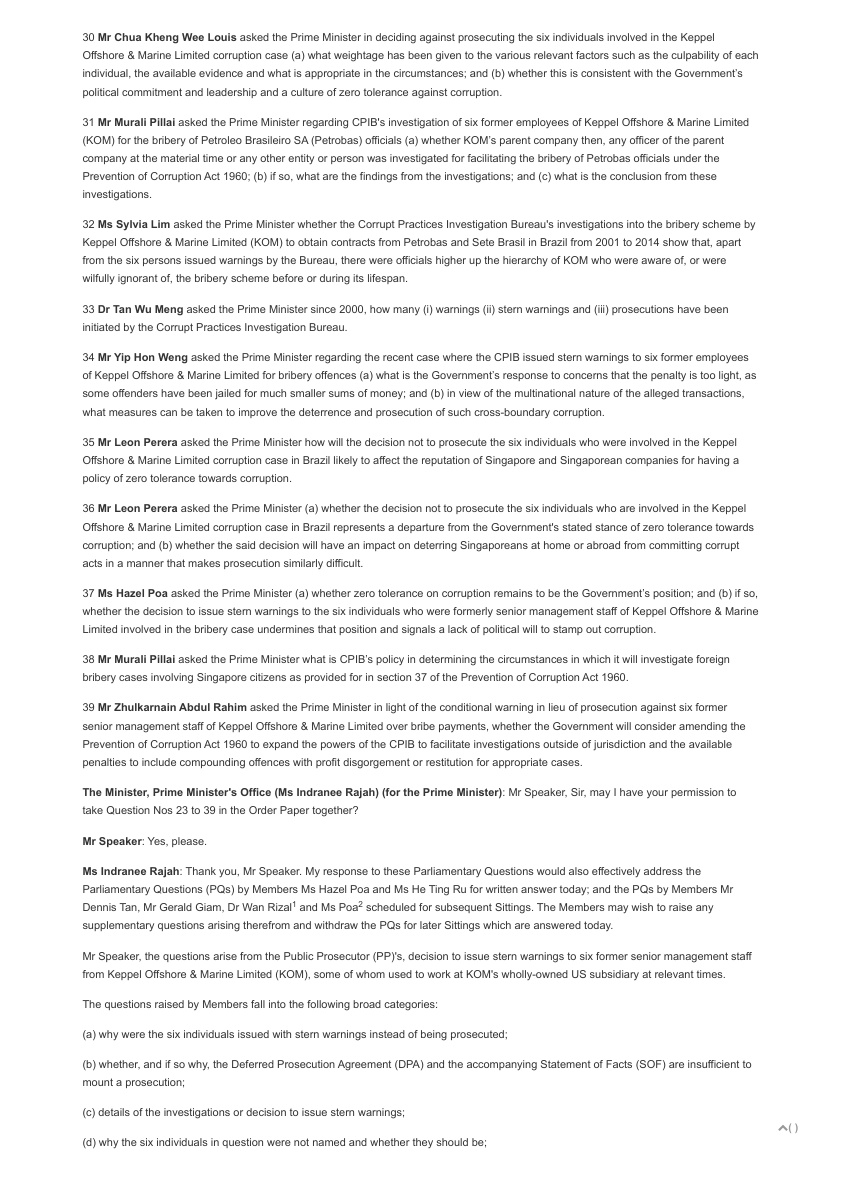 30 Mr Chua Kheng Wee Louis asked the Prime Minister in deciding against prosecuting the six individuals involved in the Keppel
Offshore & Marine Limited corruption case (a) what weightage has been given to the various relevant factors such as the culpability of each
individual, the available evidence and what is appropriate in the circumstances; and (b) whether this is consistent with the Government's
political commitment and leadership and a culture of zero tolerance against corruption.
31 Mr Murali Pillai asked the Prime Minister regarding CPIB's investigation of six former employees of Keppel Offshore & Marine Limited
(KOM) for the bribery of Petroleo Brasileiro SA (Petrobas) officials (a) whether KOM's parent company then, any officer of the parent
company at the material time or any other entity or person was investigated for facilitating the bribery of Petrobas officials under the
Prevention of Corruption Act 1960; (b) if so, what are the findings from the investigations; and (c) what is the conclusion from these
investigations.
32 Ms Sylvia Lim asked the Prime Minister whether the Corrupt Practices Investigation Bureau's investigations into the bribery scheme by
Keppel Offshore & Marine Limited (KOM) to obtain contracts from Petrobas and Sete Brasil in Brazil from 2001 to 2014 show that, apart
from the six persons issued warnings by the Bureau, there were officials higher up the hierarchy of KOM who were aware of, or were
wilfully ignorant of, the bribery scheme before or during its lifespan.
33 Dr Tan Wu Meng asked the Prime Minister since 2000, how many (i) warnings (ii) stern warnings and (iii) prosecutions have been
initiated by the Corrupt Practices Investigation Bureau.
34 Mr Yip Hon Weng asked the Prime Minister regarding the recent case where the CPIB issued stern warnings to six former employees
of Keppel Offshore & Marine Limited for bribery offences (a) what is the Government's response to concerns that the penalty is too light, as
some offenders have been jailed for much smaller sums of money; and (b) in view of the multinational nature of the alleged transactions,
what measures can be taken to improve the deterrence and prosecution of such cross-boundary corruption.
35 Mr Leon Perera asked the Prime Minister how will the decision not to prosecute the six individuals who were involved in the Keppel
Offshore & Marine Limited corruption case in Brazil likely to affect the reputation of Singapore and Singaporean companies for having a
policy of zero tolerance towards corruption.
36 Mr Leon Perera asked the Prime Minister (a) whether the decision not to prosecute the six individuals who are involved in the Keppel
Offshore & Marine Limited corruption case in Brazil represents a departure from the Government's stated stance of zero tolerance towards
corruption; and (b) whether the said decision will have an impact on deterring Singaporeans at home or abroad from committing corrupt
acts in a manner that makes prosecution similarly difficult.
37 Ms Hazel Poa asked the Prime Minister (a) whether zero tolerance on corruption remains to be the Government's position; and (b) if so,
whether the decision to issue stern warnings to the six individuals who were formerly senior management staff of Keppel Offshore & Marine
Limited involved in the bribery case undermines that position and signals a lack of political will to stamp out corruption.
38 Mr Murali Pillai asked the Prime Minister what is CPIB's policy in determining the circumstances in which it will investigate foreign
bribery cases involving Singapore citizens as provided for in section 37 of the Prevention of Corruption Act 1960.
39 Mr Zhulkarnain Abdul Rahim asked the Prime Minister in light of the conditional warning in lieu of prosecution against six former
senior management staff of Keppel Offshore & Marine Limited over bribe payments, whether the Government will consider amending the
Prevention of Corruption Act 1960 to expand the powers of the CPIB to facilitate investigations outside of jurisdiction and the available
penalties to include compounding offences with profit disgorgement or restitution for appropriate cases.
The Minister, Prime Minister's Office (Ms Indranee Rajah) (for the Prime Minister): Mr Speaker, Sir, may I have your permission to
take Question Nos 23 to 39 in the Order Paper together?
Mr Speaker: Yes, please.
Ms Indranee Rajah: Thank you, Mr Speaker. My response to these Parliamentary Questions would also effectively address the
Parliamentary Questions (PQs) by Members Ms Hazel Poa and Ms He Ting Ru for written answer today; and the PQs by Members Mr
Dennis Tan, Mr Gerald Giam, Dr Wan Rizal1 and Ms Poa2 scheduled for subsequent Sittings. The Members may wish to raise any
supplementary questions arising therefrom and withdraw the PQs for later Sittings which are answered today.
Mr Speaker, the questions arise from the Public Prosecutor (PP)'s, decision to issue stern warnings to six former senior management staff
from Keppel Offshore & Marine Limited (KOM), some of whom used to work at KOM's wholly-owned US subsidiary at relevant times.
The questions raised by Members fall into the following broad categories:
(a) why were the six individuals issued with stern warnings instead of being prosecuted;
(b) whether, and if so why, the Deferred Prosecution Agreement (DPA) and the accompanying Statement of Facts (SOF) are insufficient to
mount a prosecution;
(c) details of the investigations or decision to issue stern warnings;
(d) why the six individuals in question were not named and whether they should be;
^( )